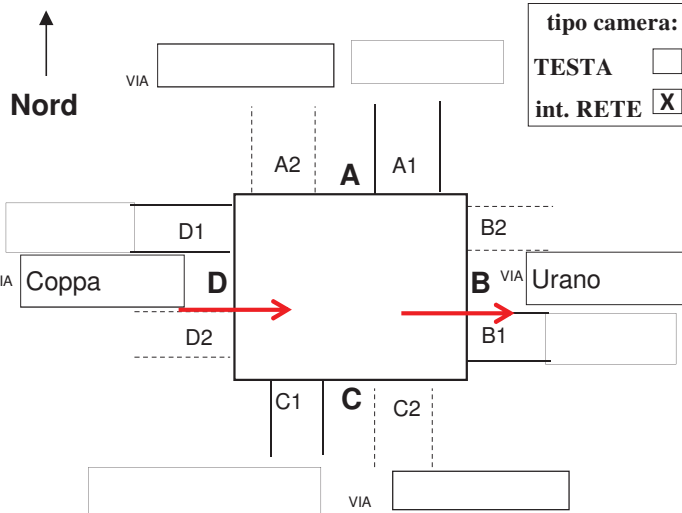 tipo camera:
TESTA
int. RETE X
VIA
Nord
A2 A A1
D1 B2
VIA Coppa D B VIA Urano
D2 B1
C1 C C2
VIA